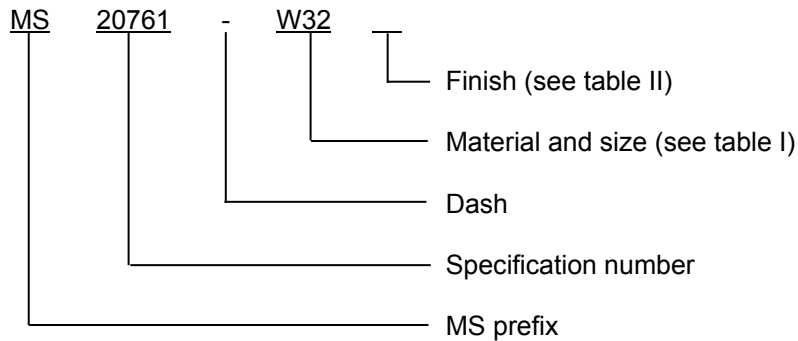 MS 20761 - W32
Finish (see table II)
Material and size (see table I)
Dash
Specification number
MS prefix